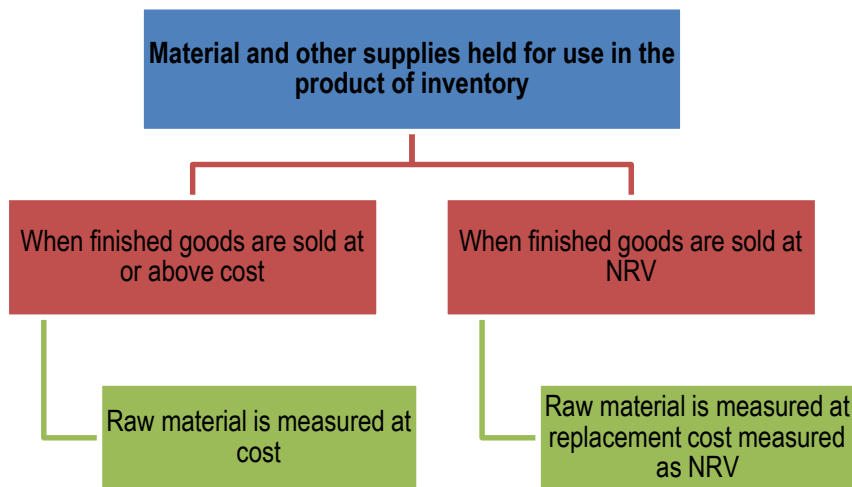 Material and other supplies held for use in the
product of inventory
When finished goods are sold at
or above cost
When finished goods are sold at
NRV
Raw material is measured at
cost
Raw material is measured at
replacement cost measured
as NRV